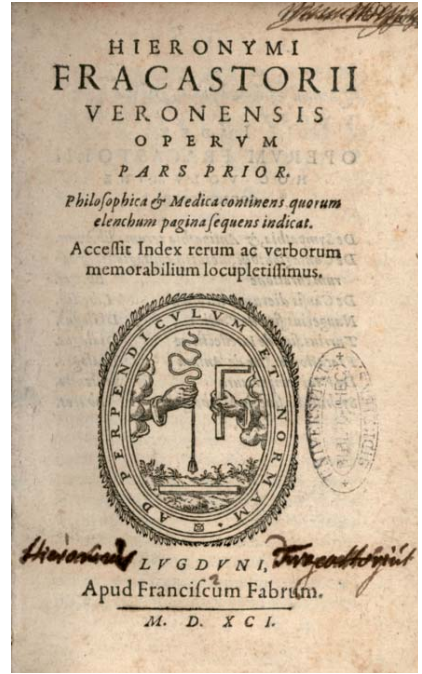 HIERONYMI
FRACASTORII
VERONENSIS
OPERVM
PARS PRIOR.
Philosophica & Medica continens quorum
elenchum pagina sequens indicat.
Accessit Index rerum ac verborum
memorabilium locupletissimus.
AD PERPENDICVLVM ET NORMAM
LVGDVNI,
Apud Franciscum Fabrum.
M. D. XCI.